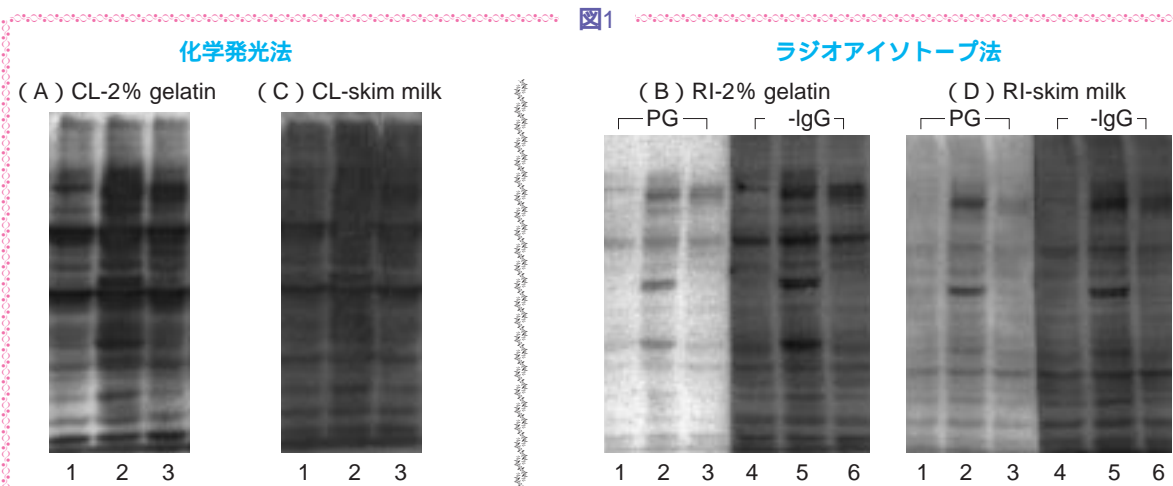 図1
化学発光法
ラジオアイソトープ法
( A ) CL-2% gelatin
( C ) CL-skim milk
( B ) RI-2% gelatin
( D ) RI-skim milk
PG
-IgG
PG
-IgG
1 2 3
1 2 3
1 2 3 4 5 6
1 2 3 4 5 6